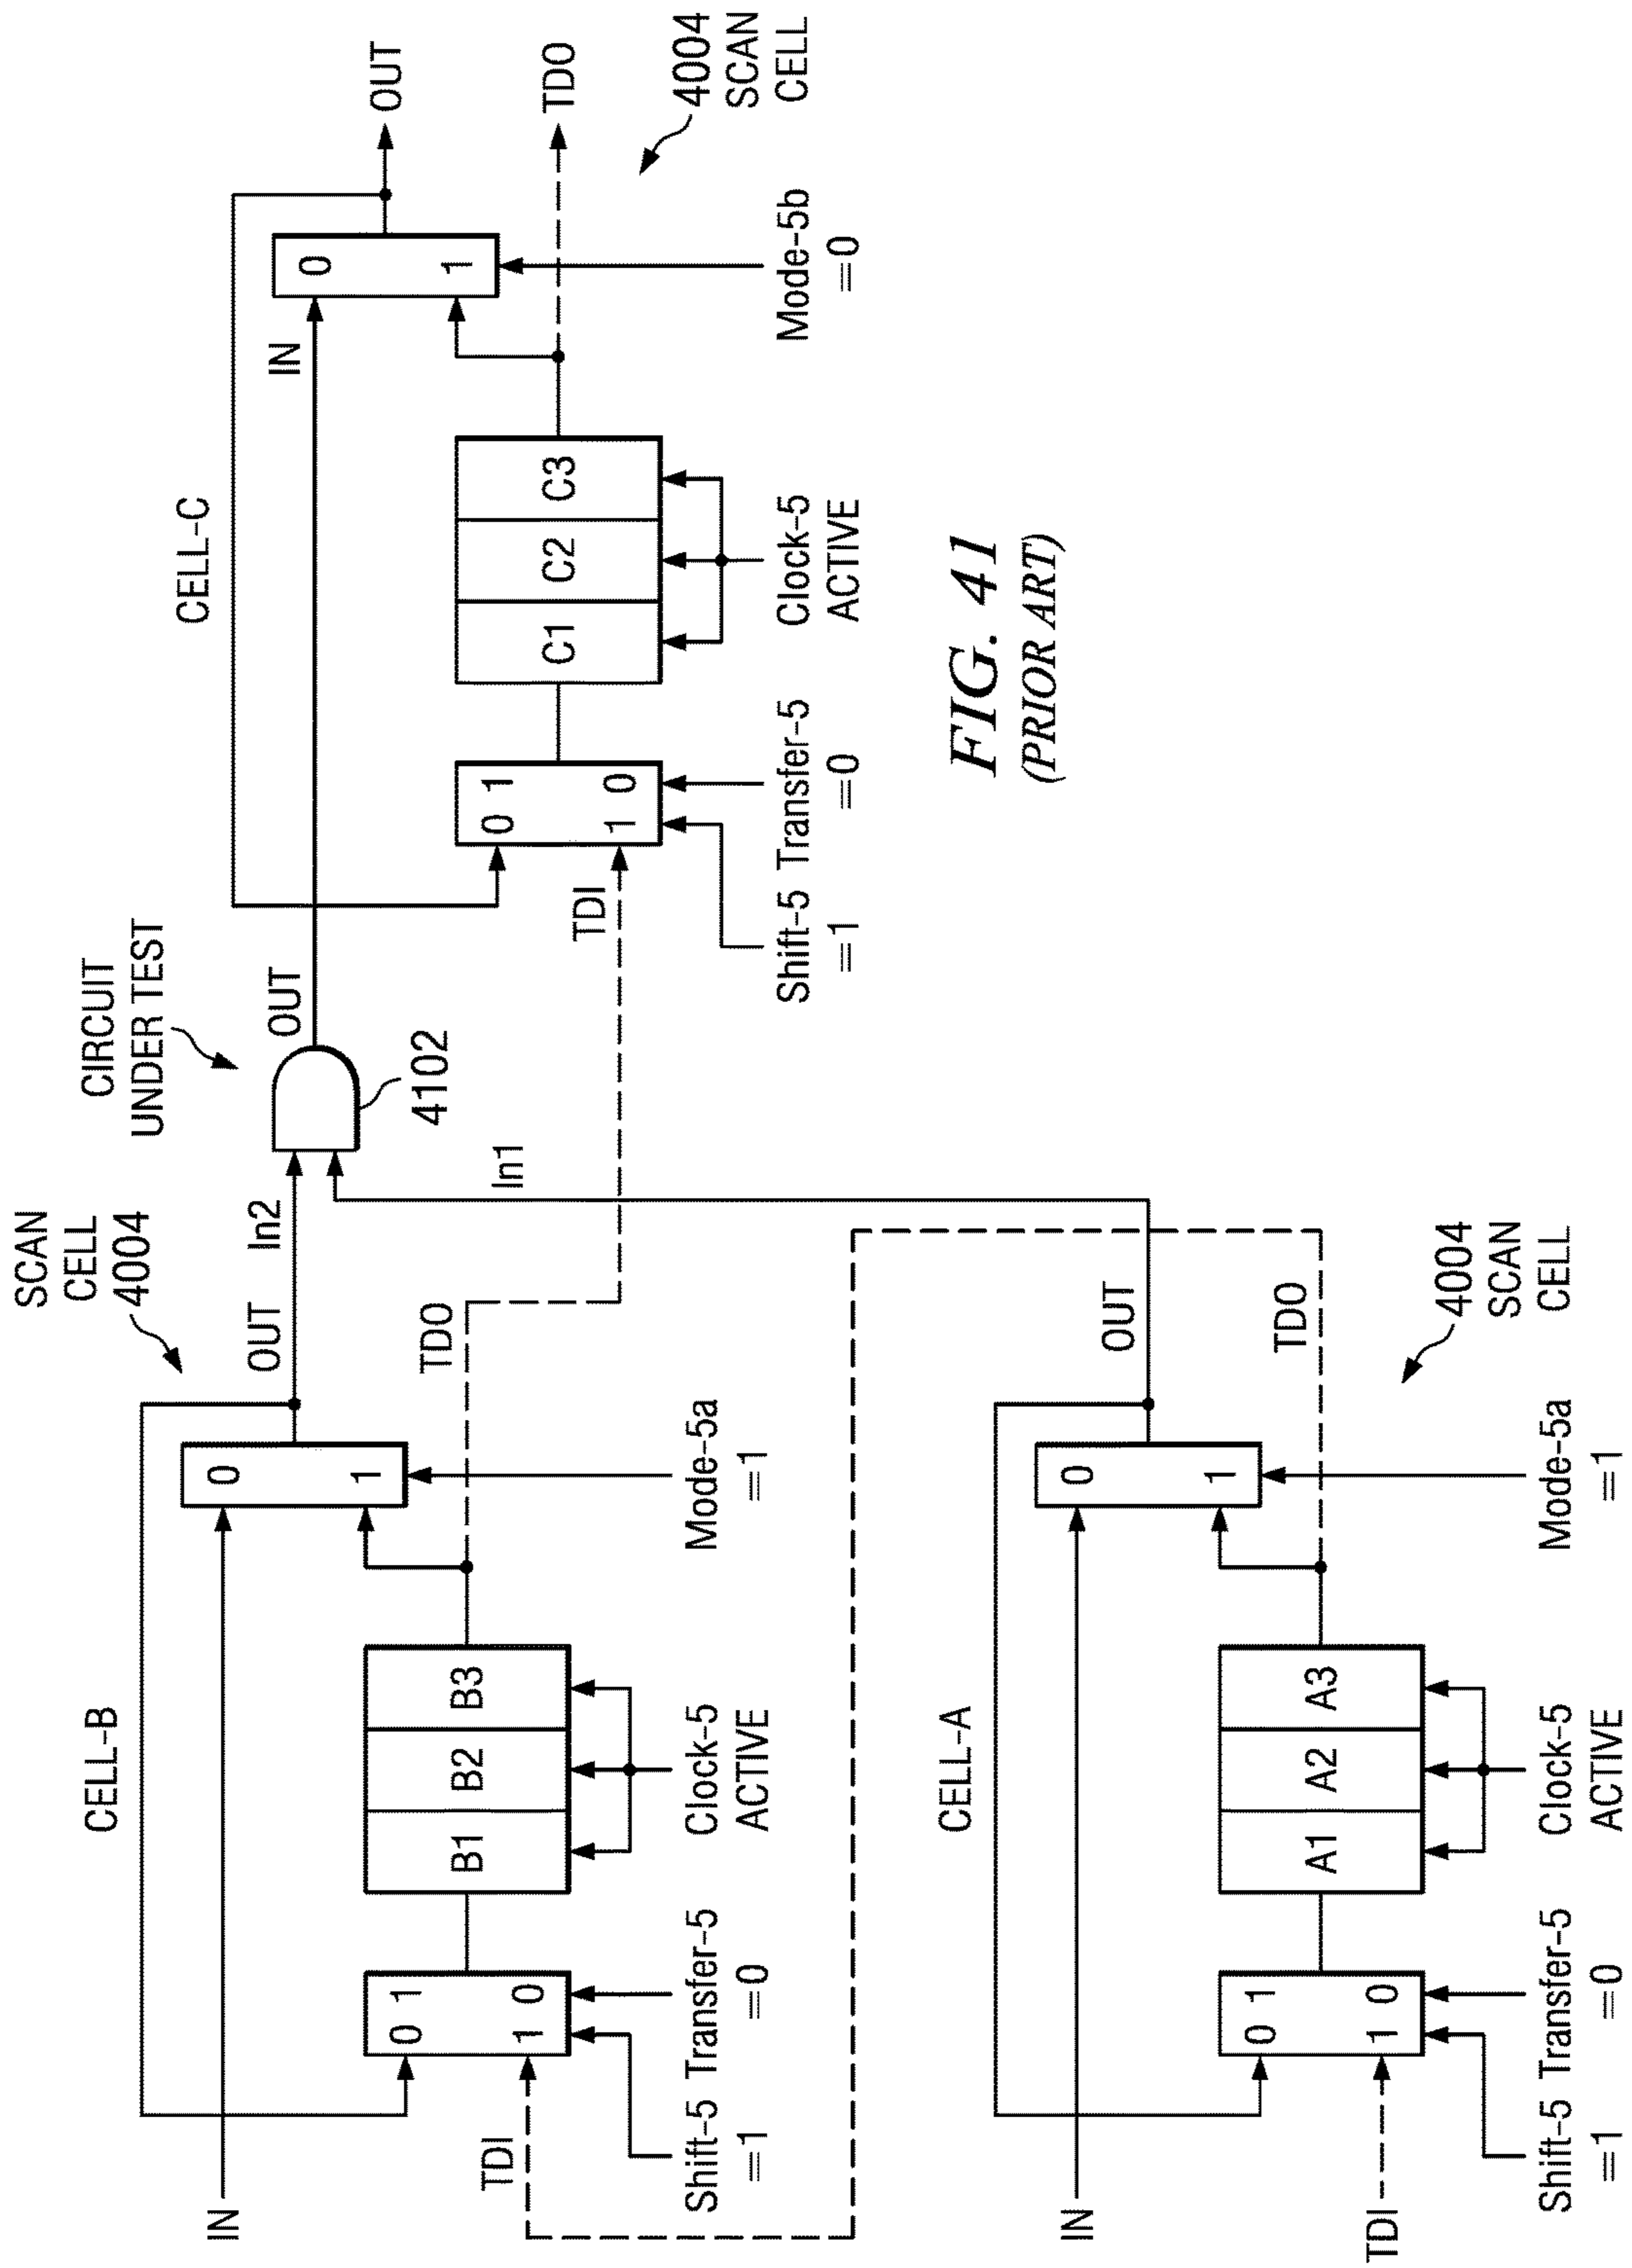 SCAN
CELL
4004
CELL-B
IN
OUT
In2
0
1
0 1
1 0
B1
B2
B3
TDI
TDO
Shift-5
=1
Transfer-5
=0
Clock-5
ACTIVE
Mode-5a
=1
CIRCUIT
UNDER TEST
4102
OUT
In1
CELL-C
IN
0
1
OUT
0 1
1 0
C1
C2
C3
TDI
TDO
4004
SCAN
CELL
Shift-5
=1
Transfer-5
=0
Clock-5
ACTIVE
Mode-5b
=0
CELL-A
IN
0
1
OUT
0 1
1 0
A1
A2
A3
TDI
TDO
4004
SCAN
CELL
Shift-5
=1
Transfer-5
=0
Clock-5
ACTIVE
Mode-5a
=1
FIG. 41
(PRIOR ART)